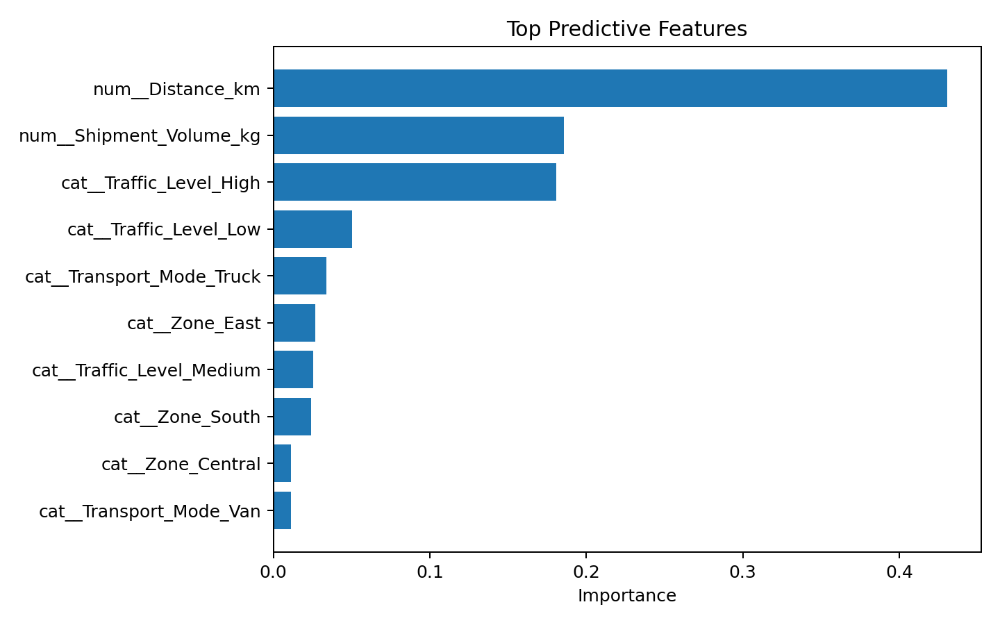 Top Predictive Features
num__Distance_km
num__Shipment_Volume_kg
cat__Traffic_Level_High
cat__Traffic_Level_Low
cat__Transport_Mode_Truck
cat__Zone_East
cat__Traffic_Level_Medium
cat__Zone_South
cat__Zone_Central
cat__Transport_Mode_Van
0.0 0.1 0.2 0.3 0.4
Importance